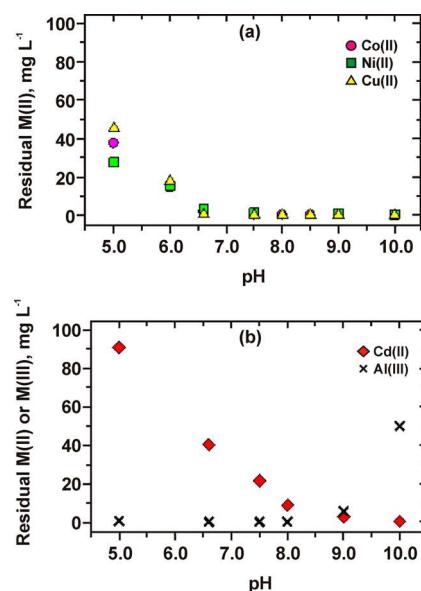 (a)
Residual M(II), mg L⁻¹
100
80
60
40
20
0
Co(II)
Ni(II)
Cu(II)
5.0 6.0 7.0 8.0 9.0 10.0
pH
(b)
Residual M(II) or M(III), mg L⁻¹
100
80
60
40
20
0
Cd(II)
Al(III)
5.0 6.0 7.0 8.0 9.0 10.0
pH